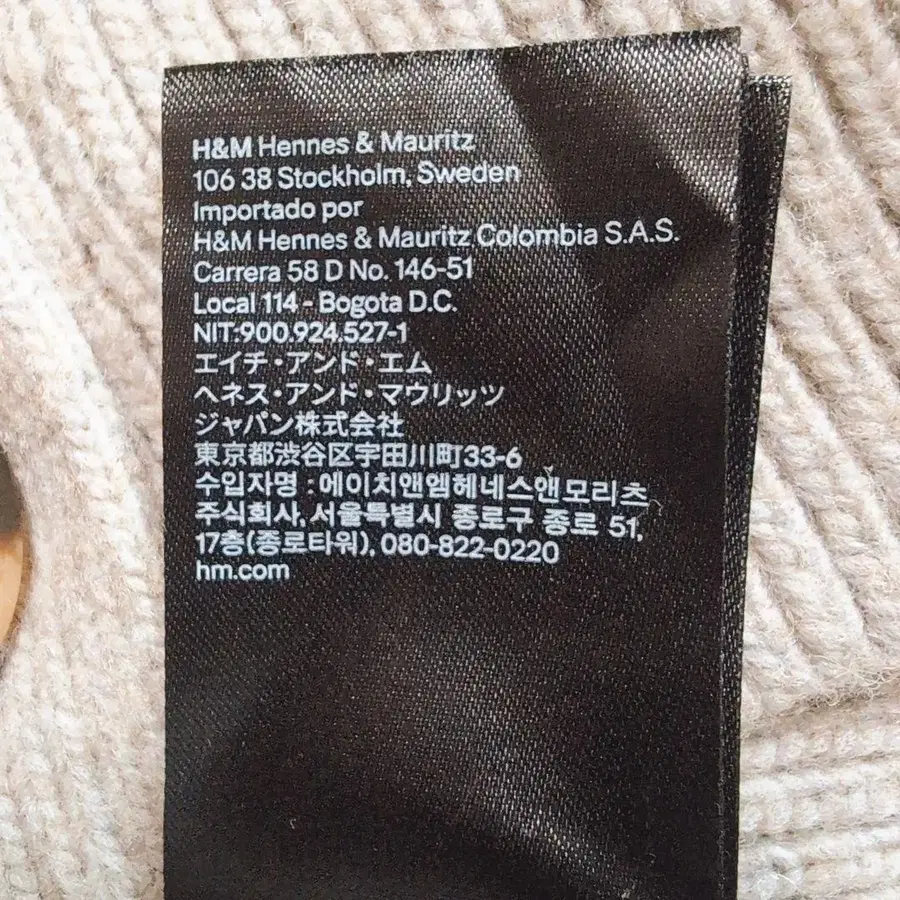 H&M Hennes & Mauritz
106 38 Stockholm, Sweden
Importado por
H&M Hennes & Mauritz Colombia S.A.S.
Carrera 58 D No. 146-51
Local 114 - Bogota D.C.
NIT:900.924.527-1
エイチ・アンド・エム
ヘネス・アンド・マウリッツ
ジャパン株式会社
東京都渋谷区宇田川町33-6
수입자명 : 에이치앤엠헤네스앤모리츠
주식회사, 서울특별시 종로구 종로 51,
17층(종로타워), 080-822-0220
hm.com